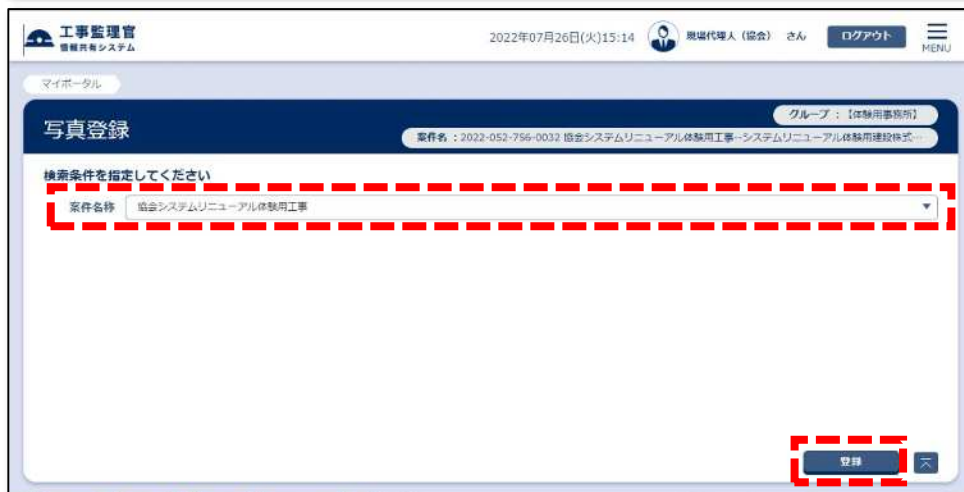 工事監理官
情報共有システム
2022年07月26日(火)15:14
現場代理人（協会） さん
ログアウト
MENU
マイポータル
写真登録
グループ：【体験用事務所】
案件名：2022-052-756-0032 協会システムリニューアル体験用工事--システムリニューアル体験用建設株式…
検索条件を指定してください
案件名称 協会システムリニューアル体験用工事
登録